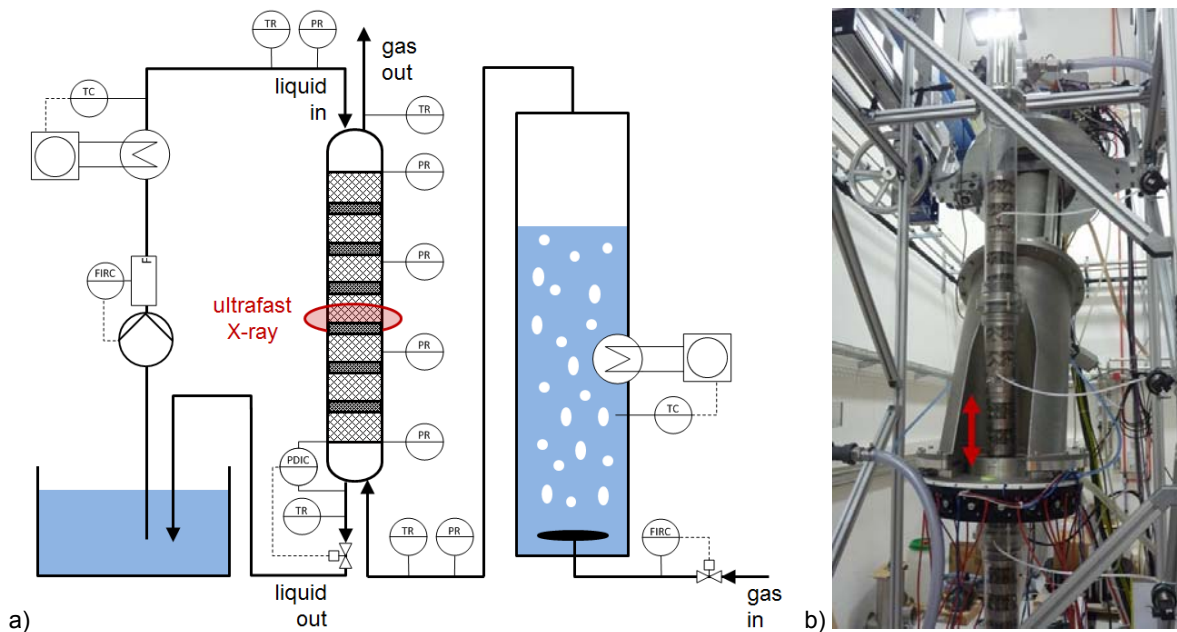 TR
PR
gas
out
liquid
in
TC
TR
PR
FIRC
F
PR
ultrafast
X-ray
PR
TC
PDIC
PR
TR
TR
PR
FIRC
liquid
out
gas
in
a)
b)